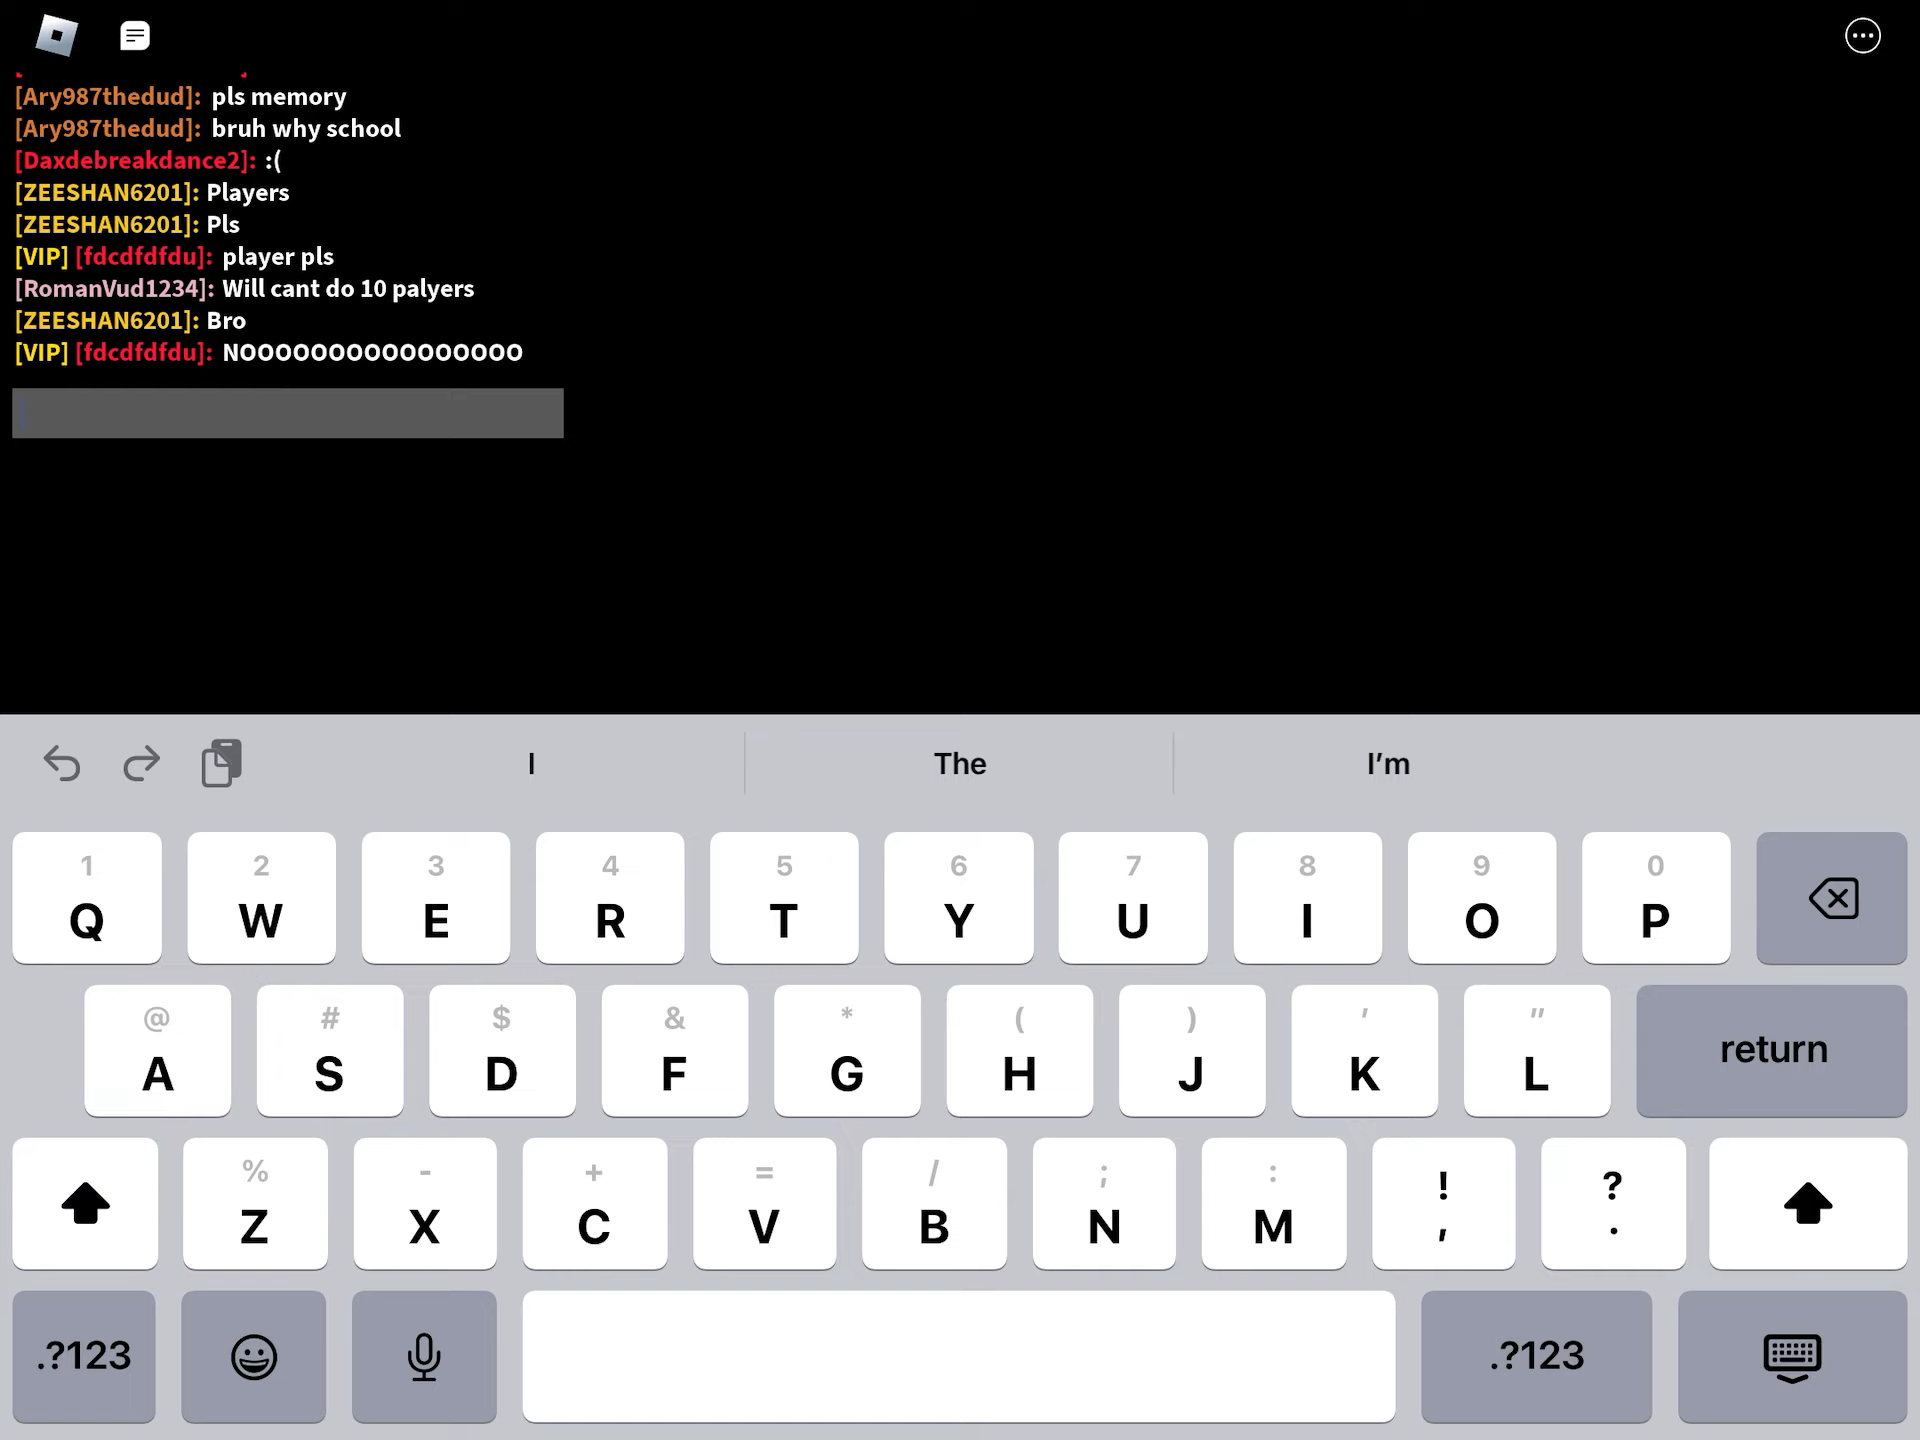 [Ary987thedud]: pls memory
[Ary987thedud]: bruh why school
[Daxdebreakdance2]: :(
[ZEESHAN6201]: Players
[ZEESHAN6201]: Pls
[VIP] [fdcdfdfdu]: player pls
[RomanVud1234]: Will cant do 10 palyers
[ZEESHAN6201]: Bro
[VIP] [fdcdfdfdu]: NOOOOOOOOOOOOOOOO
I The I’m
1 2 3 4 5 6 7 8 9 0
Q W E R T Y U I O P
@ # $ & * ( ) ' "
A S D F G H J K L return
% - + = / ; : ! ?
Z X C V B N M , .
.?123 .?123